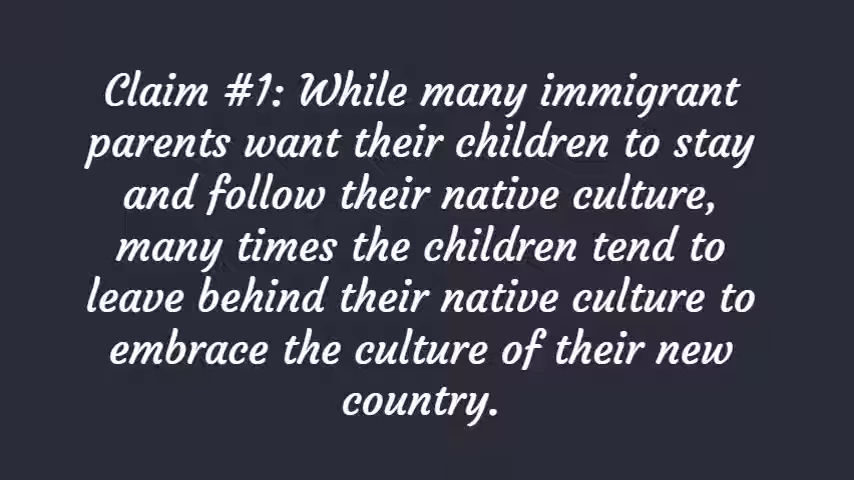 Claim #1: While many immigrant
parents want their children to stay
and follow their native culture,
many times the children tend to
leave behind their native culture to
embrace the culture of their new
country.